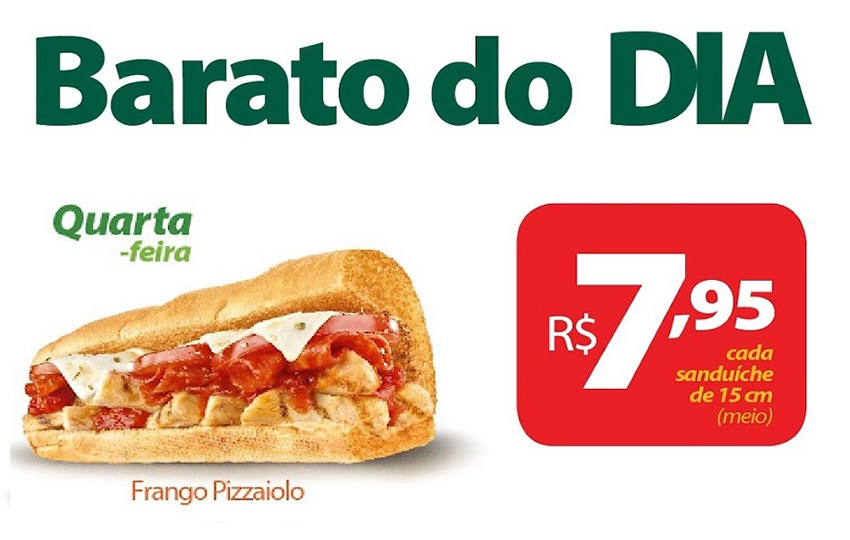 Barato do DIA
Quarta
-feira
R$7,95
cada
sanduíche
de 15 cm
(meio)
Frango Pizzaiolo